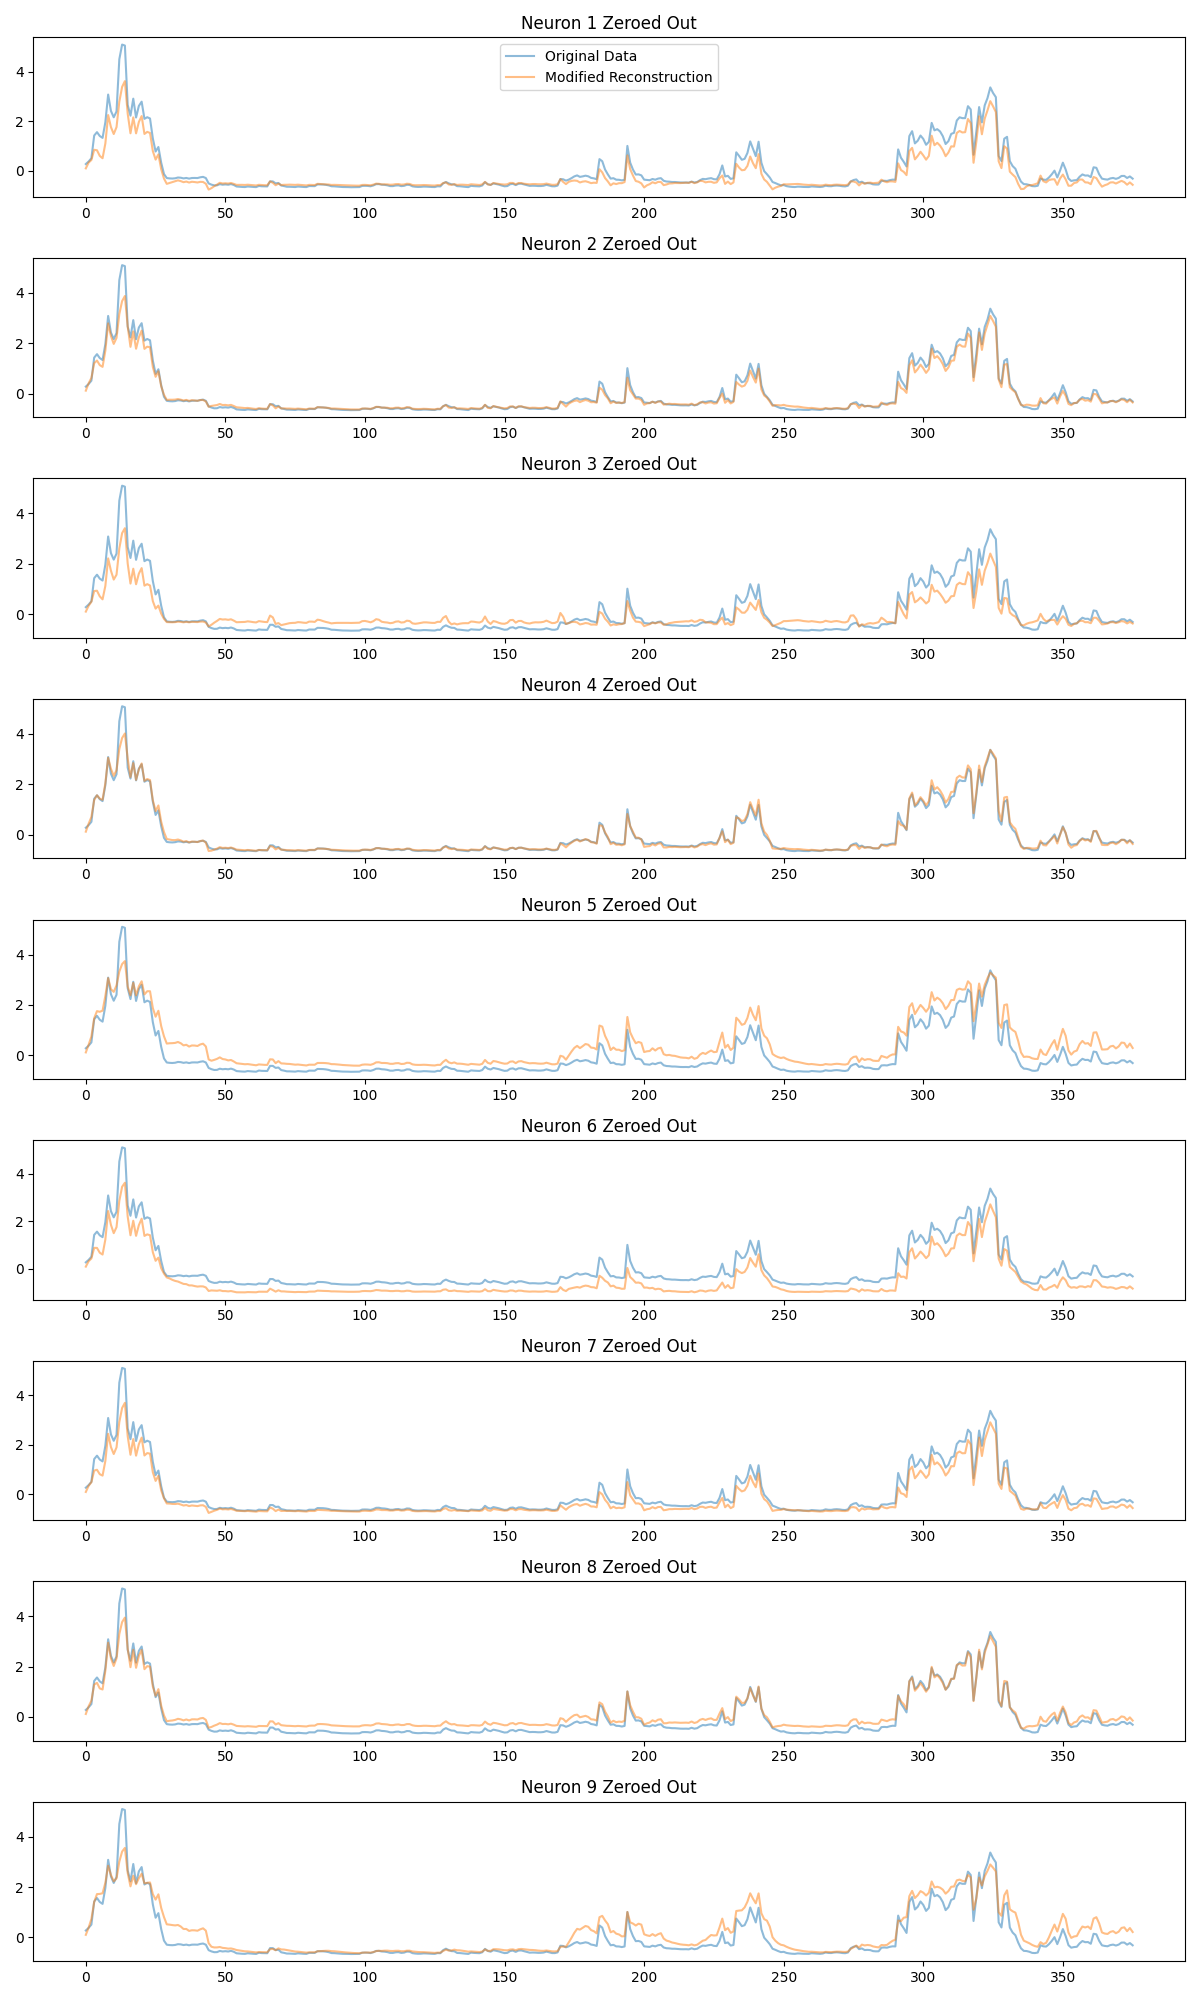 Neuron 1 Zeroed Out
Original Data
Modified Reconstruction
4
2
0
0 50 100 150 200 250 300 350
Neuron 2 Zeroed Out
4
2
0
0 50 100 150 200 250 300 350
Neuron 3 Zeroed Out
4
2
0
0 50 100 150 200 250 300 350
Neuron 4 Zeroed Out
4
2
0
0 50 100 150 200 250 300 350
Neuron 5 Zeroed Out
4
2
0
0 50 100 150 200 250 300 350
Neuron 6 Zeroed Out
4
2
0
0 50 100 150 200 250 300 350
Neuron 7 Zeroed Out
4
2
0
0 50 100 150 200 250 300 350
Neuron 8 Zeroed Out
4
2
0
0 50 100 150 200 250 300 350
Neuron 9 Zeroed Out
4
2
0
0 50 100 150 200 250 300 350